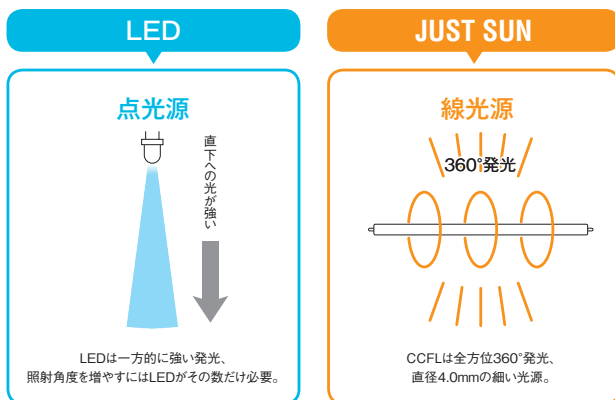 LED
点光源
直下への光が強い
LEDは一方的に強い発光、
照射角度を増やすにはLEDがその数だけ必要。
JUST SUN
線光源
360°発光
CCFLは全方位360°発光、
直径4.0mmの細い光源。